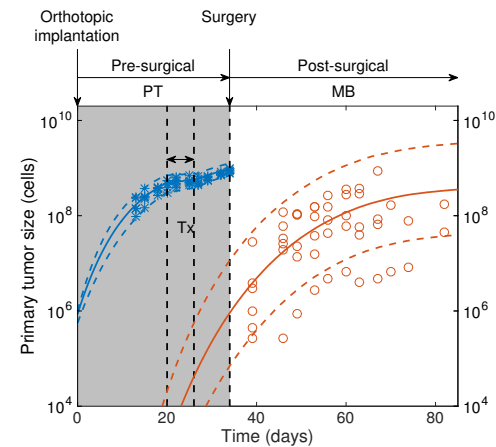 Orthotopic
implantation
Surgery
Pre-surgical
Post-surgical
PT
MB
Primary tumor size (cells)
10^10
10^8
10^6
10^4
Tx
10^10
10^8
10^6
10^4
0
20
40
60
80
Time (days)